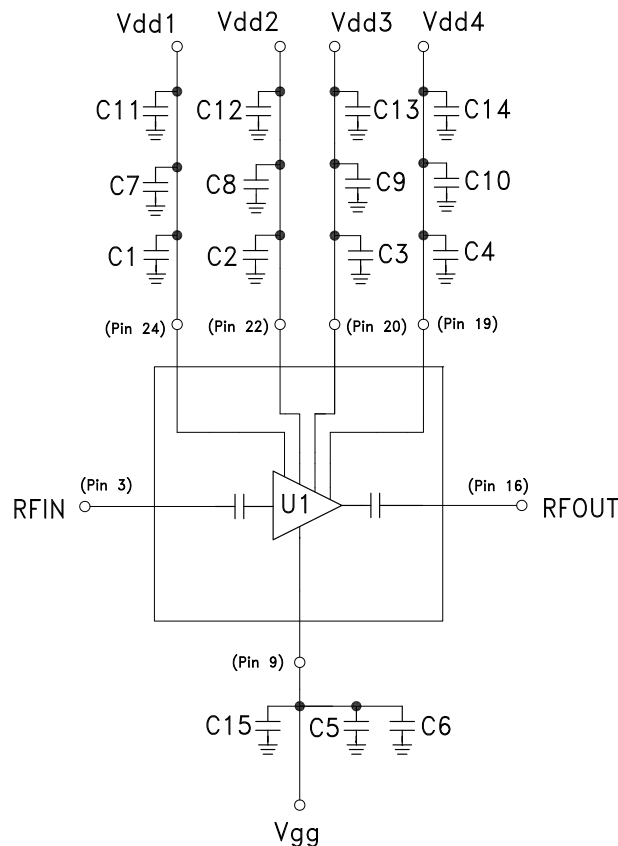 Vdd1 Vdd2 Vdd3 Vdd4
C11 C12 C13 C14
C7 C8 C9 C10
C1 C2 C3 C4
(Pin 24) (Pin 22) (Pin 20) (Pin 19)
(Pin 3) (Pin 16)
RFIN U1 RFOUT
(Pin 9)
C15 C5 C6
Vgg